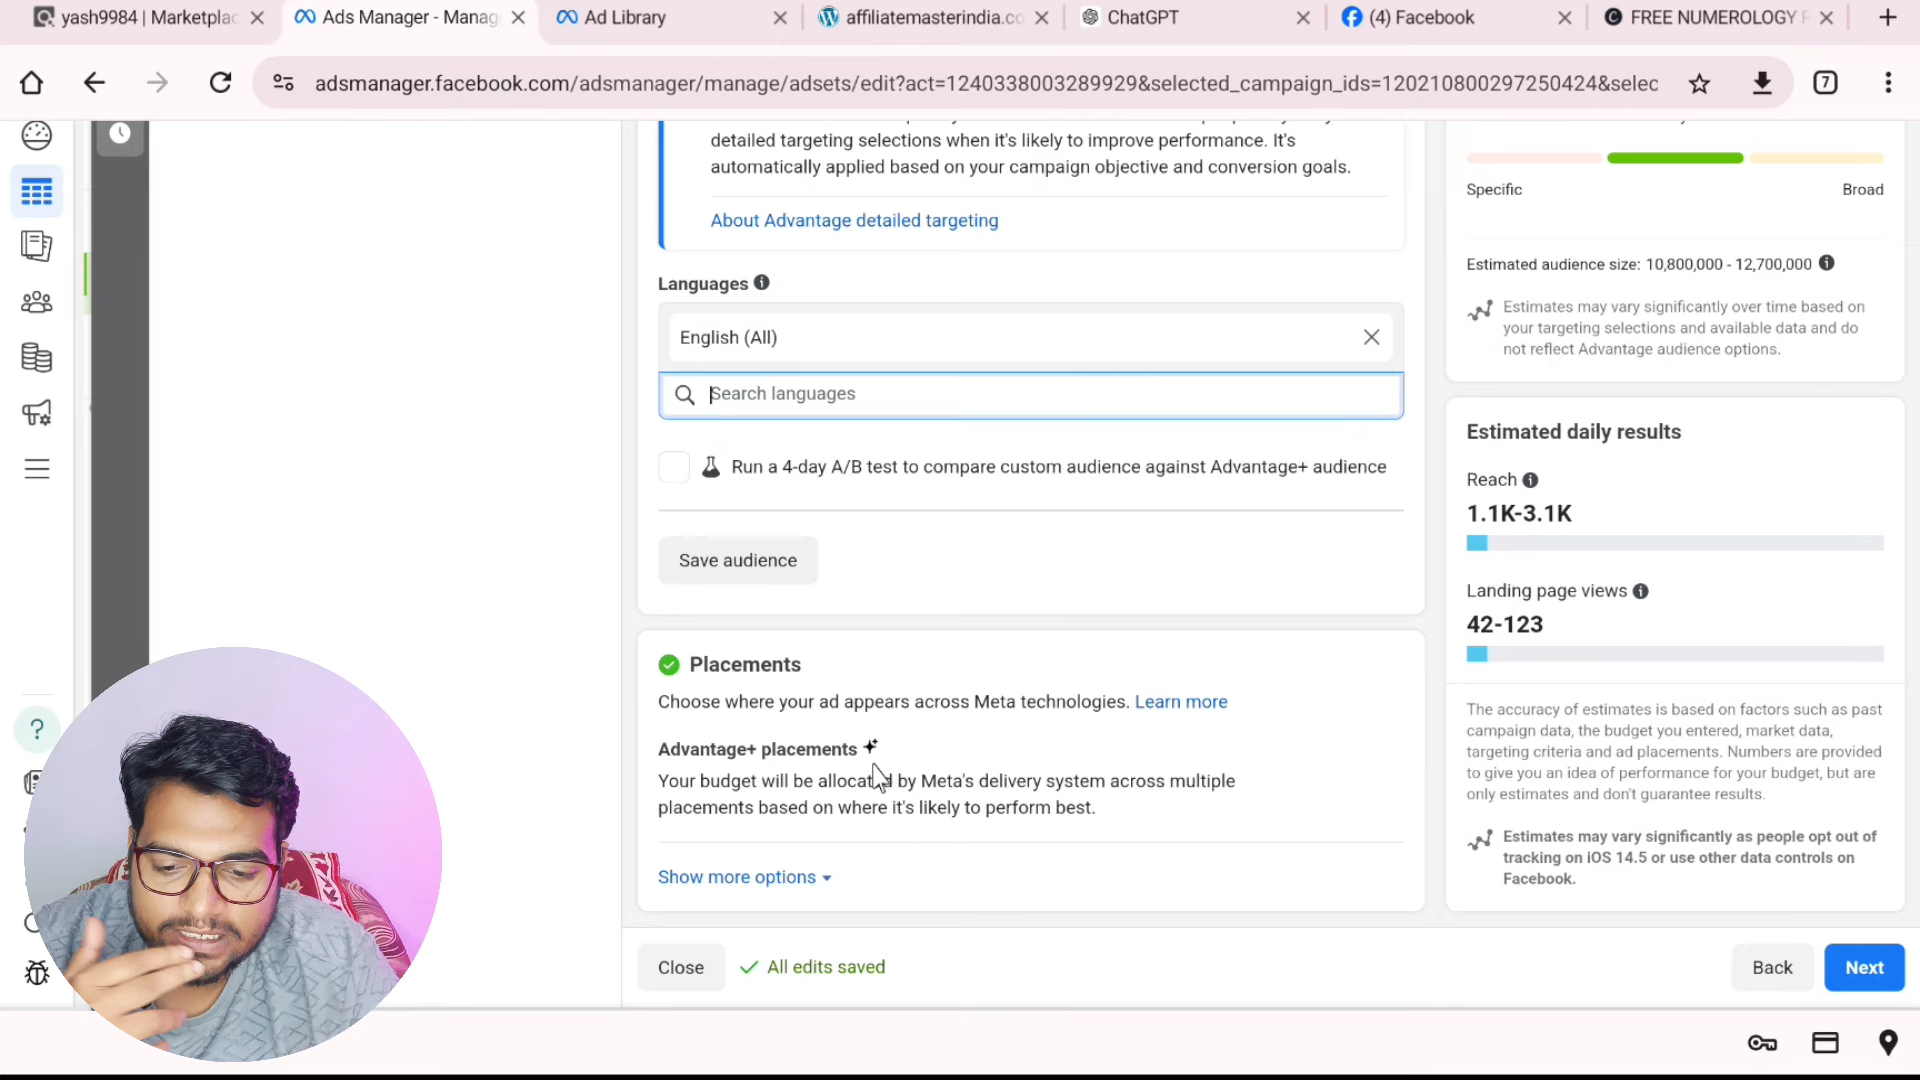 yash9984 | Marketplac
Ads Manager - Manag
Ad Library
affiliatemasterindia.co
ChatGPT
(4) Facebook
FREE NUMEROLOGY
adsmanager.facebook.com/adsmanager/manage/adsets/edit?act=1240338003289929&selected_campaign_ids=120210800297250424&selec
7
detailed targeting selections when it's likely to improve performance. It's
automatically applied based on your campaign objective and conversion goals.
About Advantage detailed targeting
Languages
English (All)
Search languages
Run a 4-day A/B test to compare custom audience against Advantage+ audience
Save audience
Placements
Choose where your ad appears across Meta technologies. Learn more
Advantage+ placements
Your budget will be allocated by Meta's delivery system across multiple
placements based on where it's likely to perform best.
Show more options
Close
All edits saved
Back
Next
Specific
Broad
Estimated audience size: 10,800,000 - 12,700,000
Estimates may vary significantly over time based on
your targeting selections and available data and do
not reflect Advantage audience options.
Estimated daily results
Reach
1.1K-3.1K
Landing page views
42-123
The accuracy of estimates is based on factors such as past
campaign data, the budget you entered, market data,
targeting criteria and ad placements. Numbers are provided
to give you an idea of performance for your budget, but are
only estimates and don't guarantee results.
Estimates may vary significantly as people opt out of
tracking on iOS 14.5 or use other data controls on
Facebook.